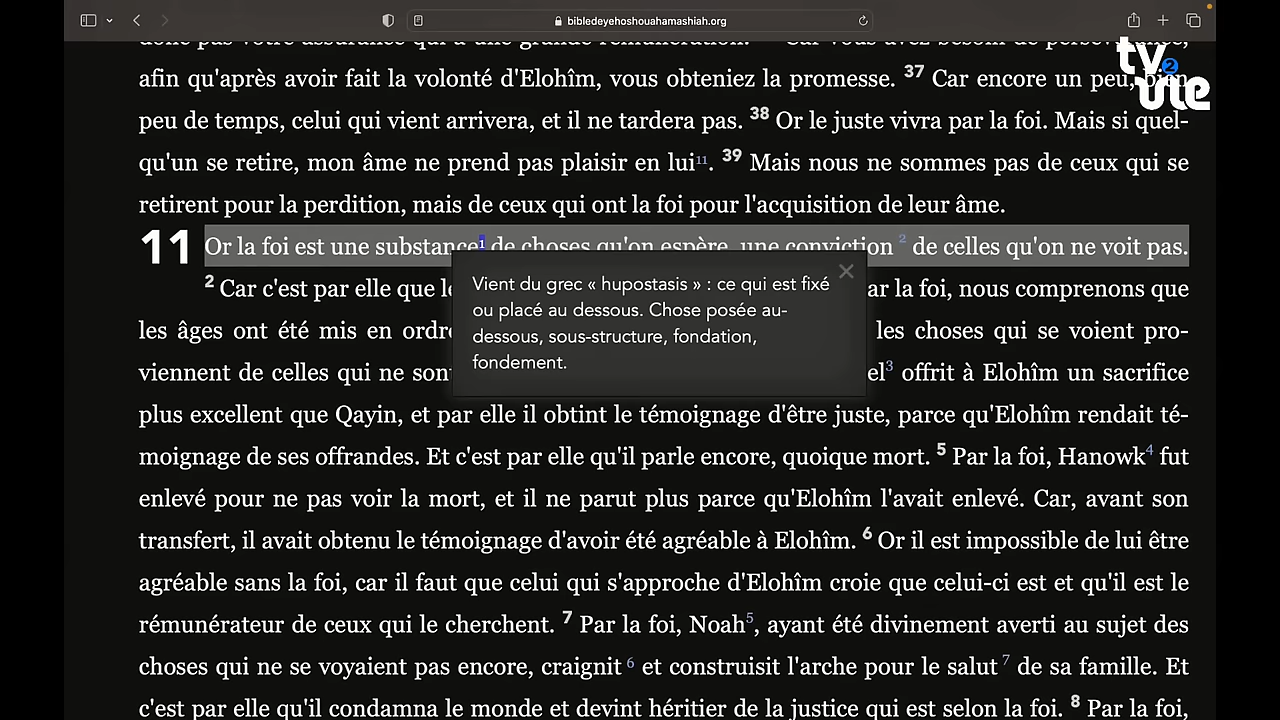 bibledeyehoshouahamashiah.org
tv2vie
afin qu'après avoir fait la volonté d'Elohîm, vous obteniez la promesse. 37 Car encore un peu, bien
peu de temps, celui qui vient arrivera, et il ne tardera pas. 38 Or le juste vivra par la foi. Mais si quel-
qu'un se retire, mon âme ne prend pas plaisir en lui11. 39 Mais nous ne sommes pas de ceux qui se
retirent pour la perdition, mais de ceux qui ont la foi pour l'acquisition de leur âme.
11 Or la foi est une substance1 de choses qu'on espère, une conviction 2 de celles qu'on ne voit pas.
2 Car c'est par elle que ar la foi, nous comprenons que
les âges ont été mis en ordr les choses qui se voient pro-
viennent de celles qui ne son el3 offrit à Elohîm un sacrifice
Vient du grec « hupostasis » : ce qui est fixé
ou placé au dessous. Chose posée au-
dessous, sous-structure, fondation,
fondement.
plus excellent que Qayin, et par elle il obtint le témoignage d'être juste, parce qu'Elohîm rendait té-
moignage de ses offrandes. Et c'est par elle qu'il parle encore, quoique mort. 5 Par la foi, Hanowk4 fut
enlevé pour ne pas voir la mort, et il ne parut plus parce qu'Elohîm l'avait enlevé. Car, avant son
transfert, il avait obtenu le témoignage d'avoir été agréable à Elohîm. 6 Or il est impossible de lui être
agréable sans la foi, car il faut que celui qui s'approche d'Elohîm croie que celui-ci est et qu'il est le
rémunérateur de ceux qui le cherchent. 7 Par la foi, Noah5, ayant été divinement averti au sujet des
choses qui ne se voyaient pas encore, craignit 6 et construisit l'arche pour le salut 7 de sa famille. Et
c'est par elle qu'il condamna le monde et devint héritier de la justice qui est selon la foi. 8 Par la foi,